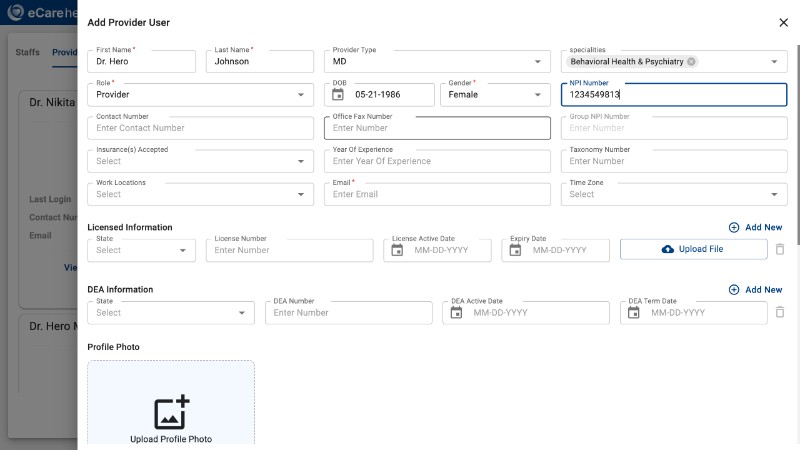 eCare he
Add Provider User
Staffs
Provi
First Name *
Dr. Hero
Last Name *
Johnson
Provider Type
MD
specialities
Behavioral Health & Psychiatry
Role *
Provider
DOB
05-21-1986
Gender *
Female
NPI Number
1234549813
Contact Number
Enter Contact Number
Office Fax Number
Enter Number
Group NPI Number
Enter Number
Insurance(s) Accepted
Select
Year Of Experience
Enter Year Of Experience
Taxonomy Number
Enter Number
Work Locations
Select
Email *
Enter Email
Time Zone
Select
Dr. Nikita
Last Login
Contact Nur
Email
Vie
Dr. Hero M
Licensed Information
Add New
State
Select
License Number
Enter Number
License Active Date
MM-DD-YYYY
Expiry Date
MM-DD-YYYY
Upload File
DEA Information
Add New
State
Select
DEA Number
Enter Number
DEA Active Date
MM-DD-YYYY
DEA Term Date
MM-DD-YYYY
Profile Photo
Upload Profile Photo